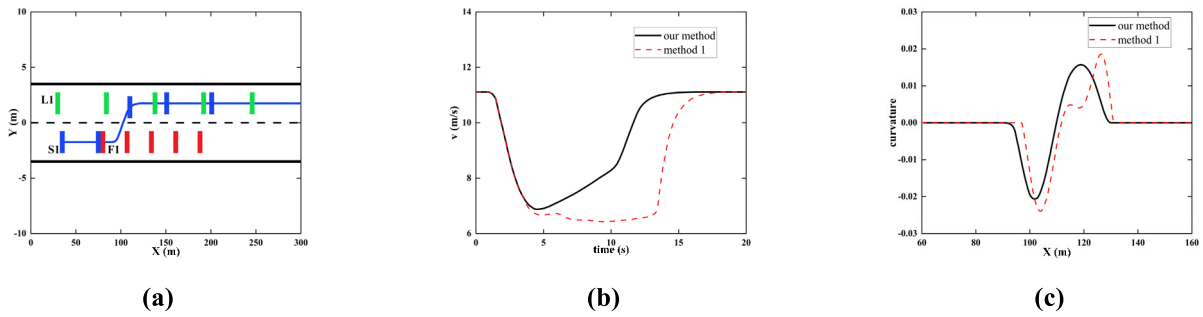 10
5
0
-5
-10
Y (m)
L1
S1
F1
0 50 100 150 200 250 300
X (m)
(a)
14
12
10
8
6
4
v (m/s)
our method
method 1
0 5 10 15 20
time (s)
(b)
0.03
0.02
0.01
0.00
-0.01
-0.02
-0.03
curvature
our method
method 1
60 80 100 120 140 160
X (m)
(c)